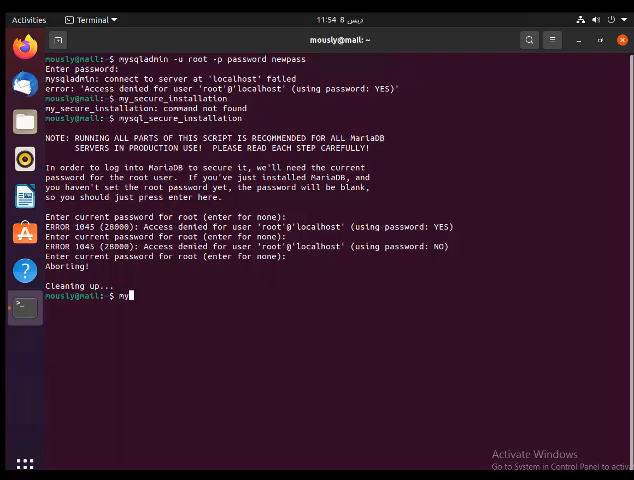 Activities
Terminal
11:54 8 ديس
mously@mail: ~
mously@mail:~$ mysqladmin -u root -p password newpass
Enter password:
mysqladmin: connect to server at 'localhost' failed
error: 'Access denied for user 'root'@'localhost' (using password: YES)'
mously@mail:~$ my_secure_installation
my_secure_installation: command not found
mously@mail:~$ mysql_secure_installation
NOTE: RUNNING ALL PARTS OF THIS SCRIPT IS RECOMMENDED FOR ALL MariaDB
SERVERS IN PRODUCTION USE! PLEASE READ EACH STEP CAREFULLY!
In order to log into MariaDB to secure it, we'll need the current
password for the root user. If you've just installed MariaDB, and
you haven't set the root password yet, the password will be blank,
so you should just press enter here.
Enter current password for root (enter for none):
ERROR 1045 (28000): Access denied for user 'root'@'localhost' (using password: YES)
Enter current password for root (enter for none):
ERROR 1045 (28000): Access denied for user 'root'@'localhost' (using password: NO)
Enter current password for root (enter for none):
Aborting!
Cleaning up...
mously@mail:~$ my
Activate Windows
Go to System in Control Panel to activ